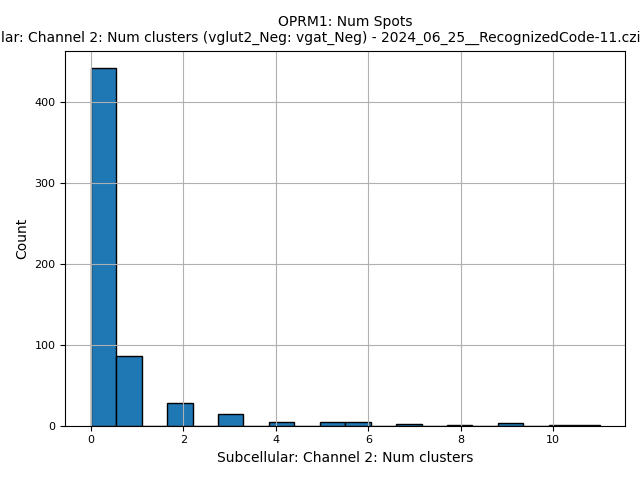 OPRM1: Num Spots
lar: Channel 2: Num clusters (vglut2_Neg: vgat_Neg) - 2024_06_25__RecognizedCode-11.czi
400
300
200
100
0
Count
0 2 4 6 8 10
Subcellular: Channel 2: Num clusters